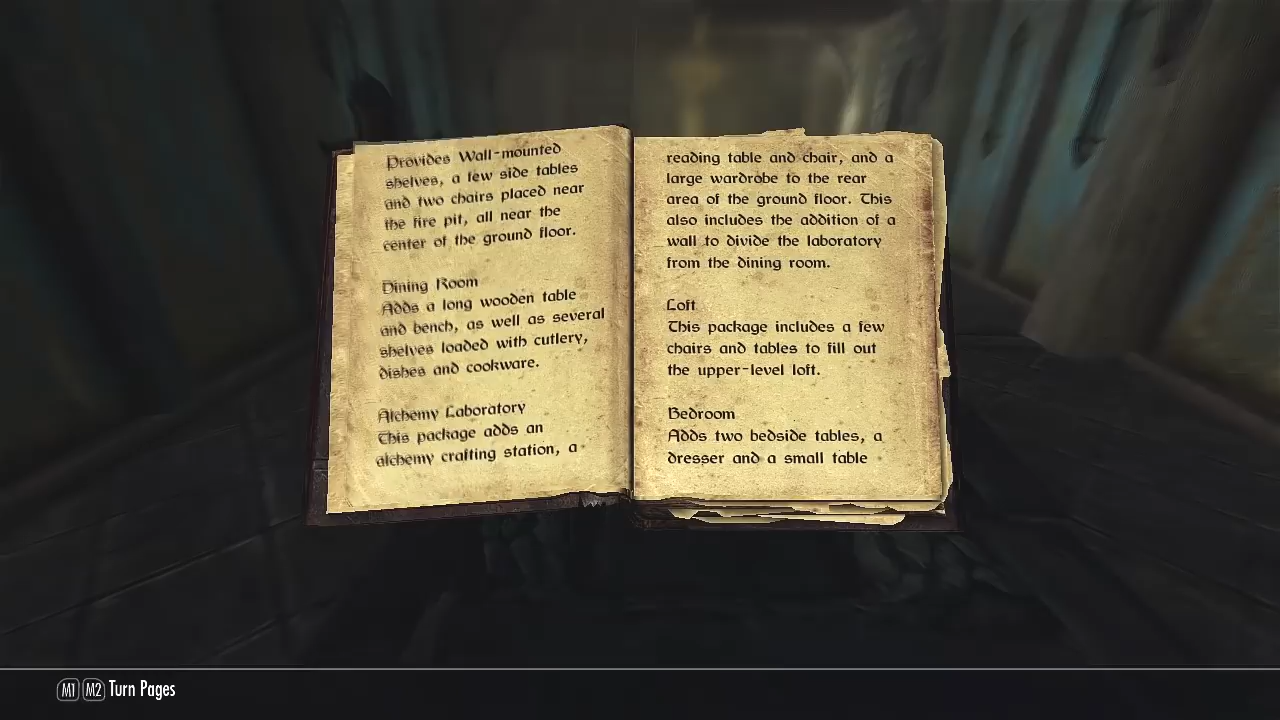 Provides Wall-mounted
shelves, a few side tables
and two chairs placed near
the fire pit, all near the
center of the ground floor.
Dining Room
Adds a long wooden table
and bench, as well as several
shelves loaded with cutlery,
dishes and cookware.
Alchemy Laboratory
This package adds an
alchemy crafting station, a
reading table and chair, and a
large wardrobe to the rear
area of the ground floor. This
also includes the addition of a
wall to divide the laboratory
from the dining room.
Loft
This package includes a few
chairs and tables to fill out
the upper-level loft.
Bedroom
Adds two bedside tables, a
dresser and a small table
M1 M2 Turn Pages